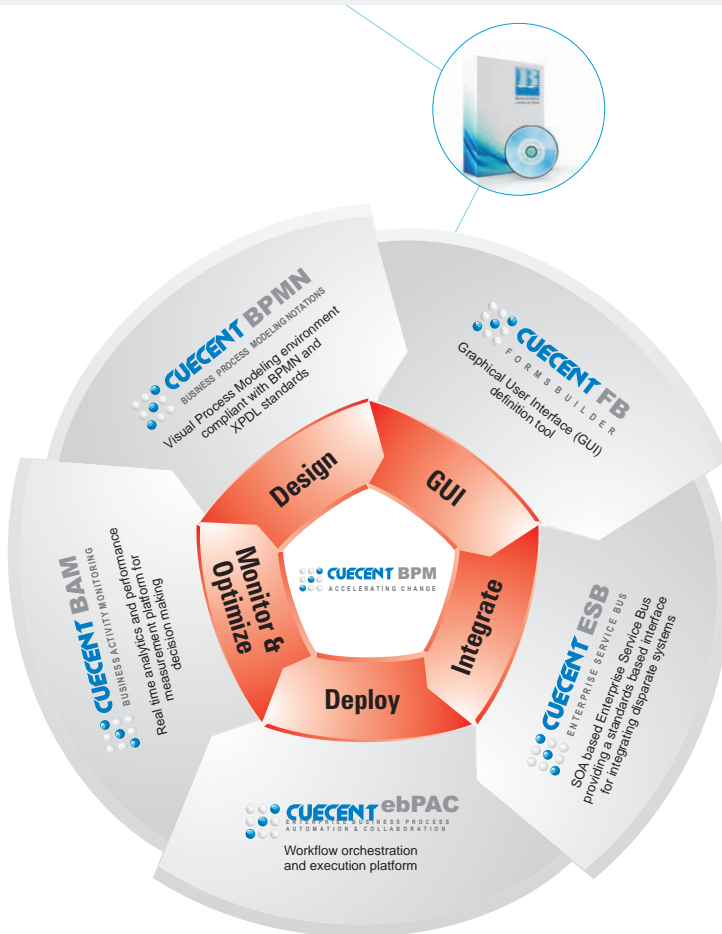 CUECENT BPMN
BUSINESS PROCESS MODELING NOTATIONS
Visual Process Modeling environment
compliant with BPMN and
XPDL standards
CUECENT FB
FORMSBUILDER
Graphical User Interface (GUI)
definition tool
CUECENT ESB
ENTERPRISE SERVICE BUS
SOA based Enterprise Service Bus
providing a standards based interface
for integrating disparate systems
CUECENT ebPAC
ENTERPRISE BUSINESS PROCESS
AUTOMATION & COLLABORATION
Workflow orchestration
and execution platform
CUECENT BAM
BUSINESS ACTIVITY MONITORING
Real time analytics and performance
measurement platform for
decision making
Design
GUI
Integrate
Deploy
Monitor &
Optimize
CUECENT BPM
ACCELERATING CHANGE